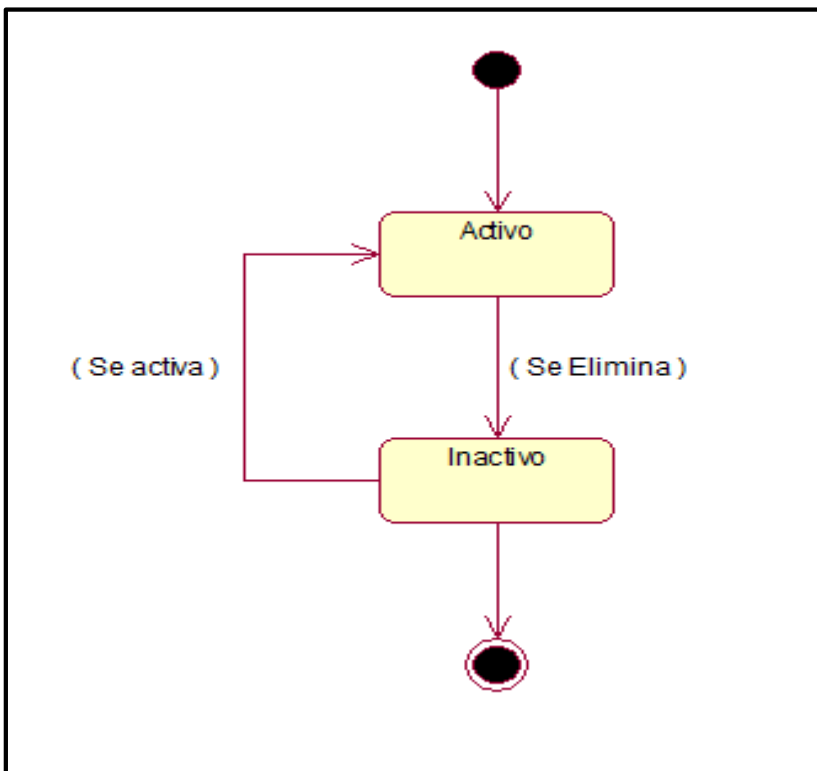 Activo
( Se activa )
( Se Elimina )
Inactivo